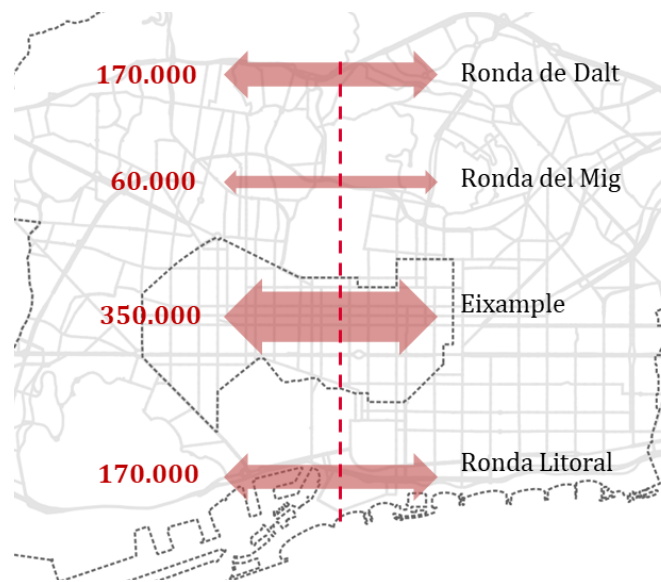 170.000 Ronda de Dalt
60.000 Ronda del Mig
350.000 Eixample
170.000 Ronda Litoral